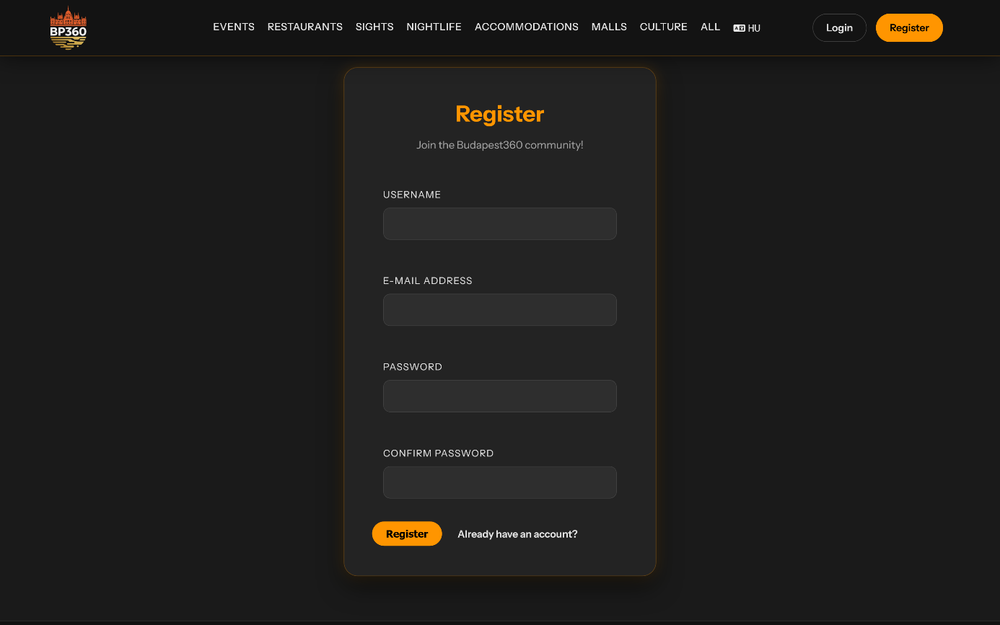 BP360
EVENTS RESTAURANTS SIGHTS NIGHTLIFE ACCOMMODATIONS MALLS CULTURE ALL HU Login Register
Register
Join the Budapest360 community!
USERNAME
E-MAIL ADDRESS
PASSWORD
CONFIRM PASSWORD
Register Already have an account?